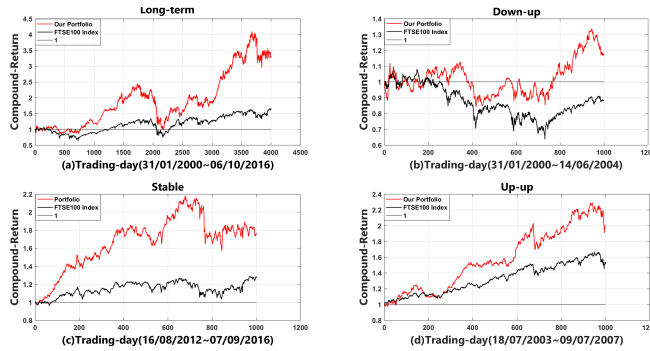 Long-term
Compound-Return
Our Portfolio
FTSE100 Index
1
4.5
4
3.5
3
2.5
2
1.5
1
0.5
0 500 1000 1500 2000 2500 3000 3500 4000 4500
(a)Trading-day(31/01/2000~06/10/2016)
Down-up
Compound-Return
Our Portfolio
FTSE100 Index
1
1.4
1.3
1.2
1.1
1
0.9
0.8
0.7
0.6
0 200 400 600 800 1000 1200
(b)Trading-day(31/01/2000~14/06/2004)
Stable
Compound-Return
Portfolio
FTSE100 Index
1
2.2
2
1.8
1.6
1.4
1.2
1
0.8
0 200 400 600 800 1000 1200
(c)Trading-day(16/08/2012~07/09/2016)
Up-up
Compound-Return
Our Portfolio
FTSE100 Index
1
2.4
2.2
2
1.8
1.6
1.4
1.2
1
0.8
0 200 400 600 800 1000 1200
(d)Trading-day(18/07/2003~09/07/2007)